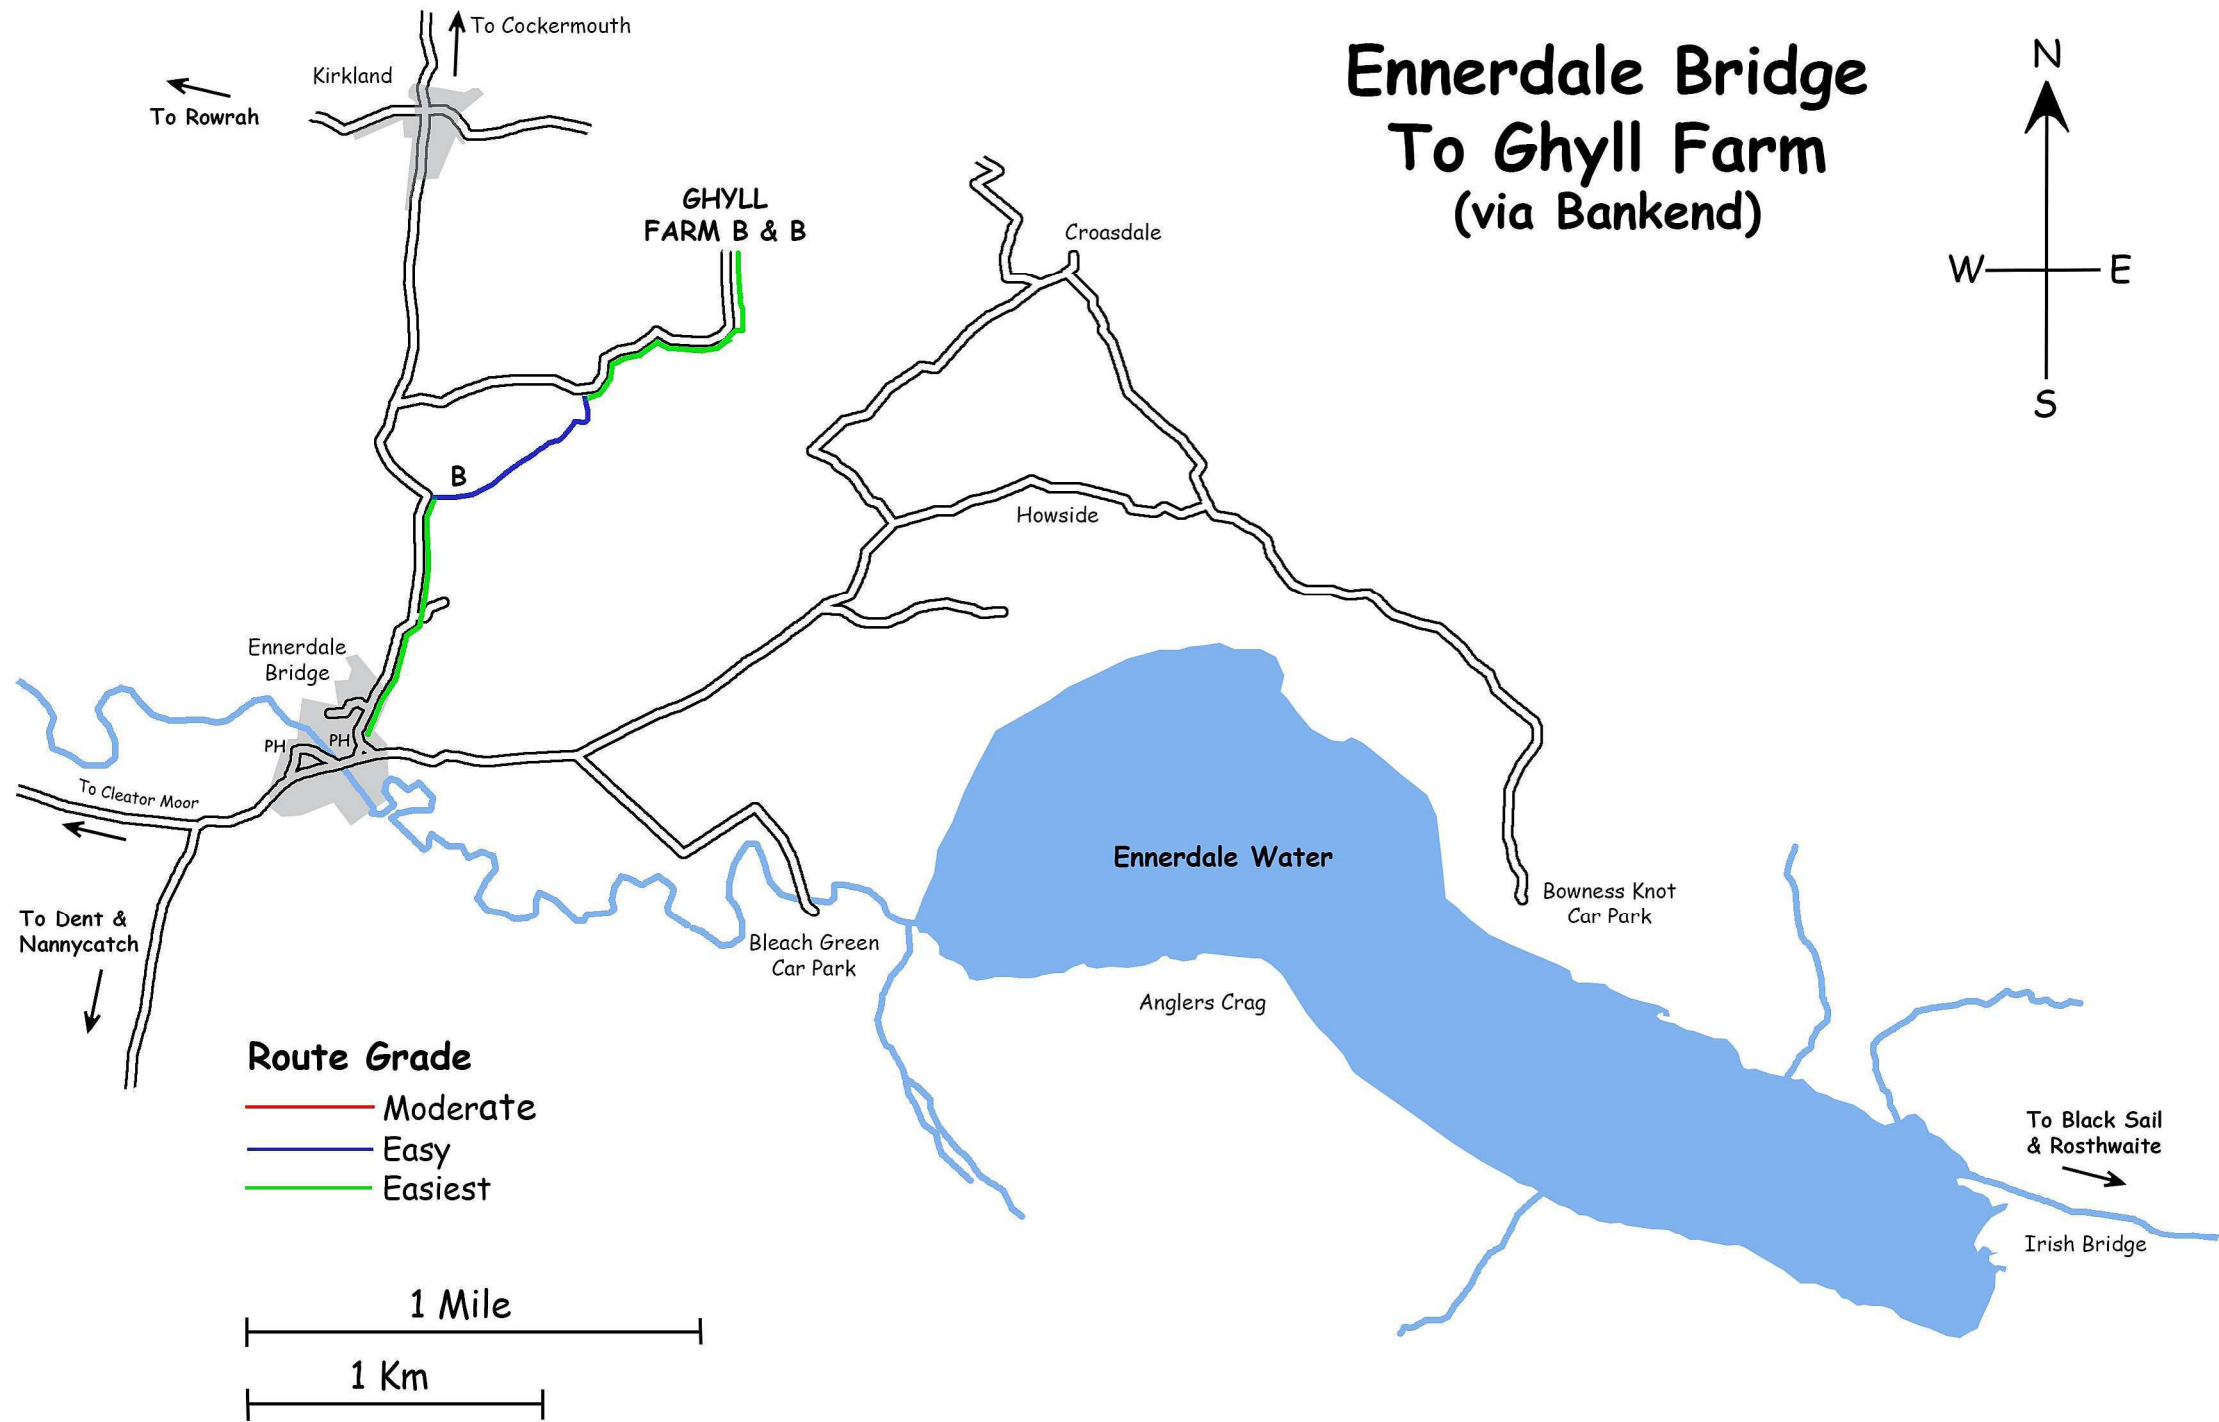 To Cockermouth
Kirkland
To Rowrah
Ennerdale Bridge
To Ghyll Farm
(via Bankend)
N
W
E
S
GHYLL
FARM B & B
Croasdale
B
Howside
Ennerdale
Bridge
PH
PH
To Cleator Moor
Ennerdale Water
Bowness Knot
Car Park
To Dent &
Nannycatch
Bleach Green
Car Park
Anglers Crag
Route Grade
Moderate
Easy
Easiest
To Black Sail
& Rosthwaite
Irish Bridge
1 Mile
1 Km